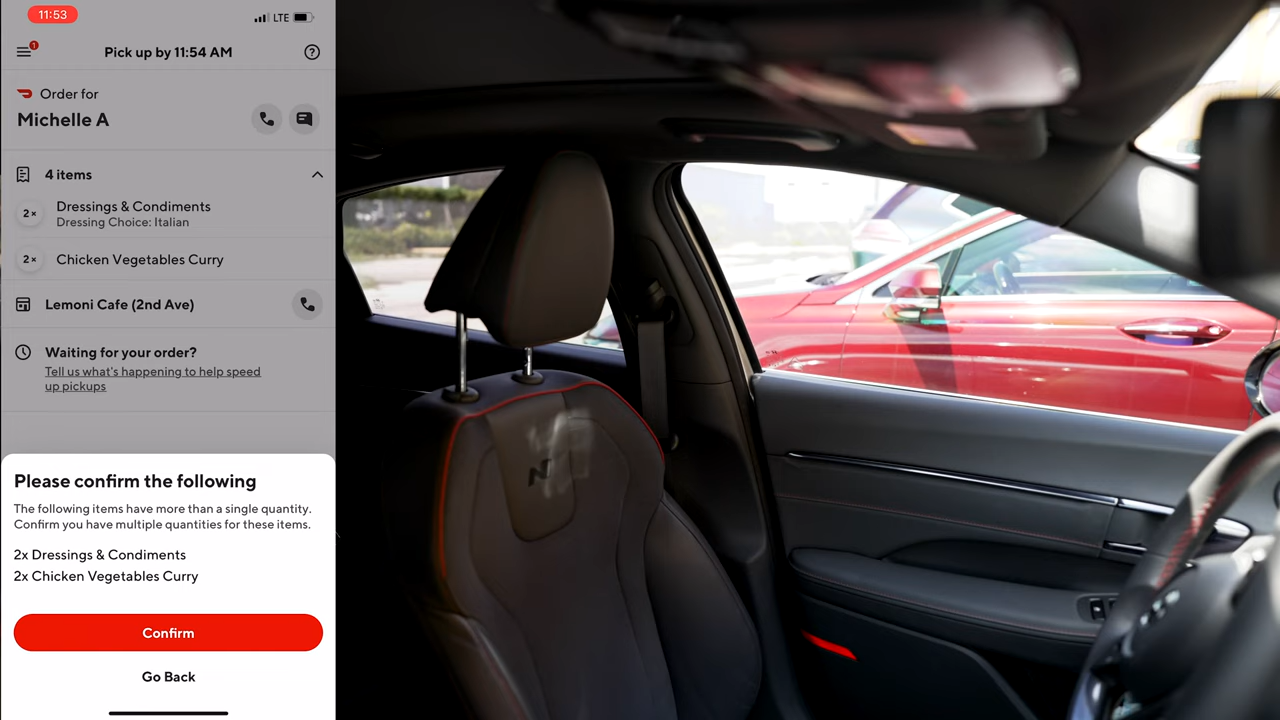 11:53
LTE
1
Pick up by 11:54 AM
?
Order for
Michelle A
4 items
2×
Dressings & Condiments
Dressing Choice: Italian
2×
Chicken Vegetables Curry
Lemoni Cafe (2nd Ave)
Waiting for your order?
Tell us what's happening to help speed
up pickups
Please confirm the following
The following items have more than a single quantity.
Confirm you have multiple quantities for these items.
2x Dressings & Condiments
2x Chicken Vegetables Curry
Confirm
Go Back
N